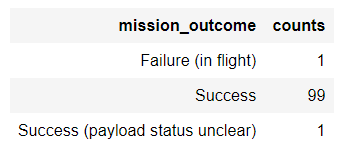 mission_outcome counts
Failure (in flight) 1
Success 99
Success (payload status unclear) 1